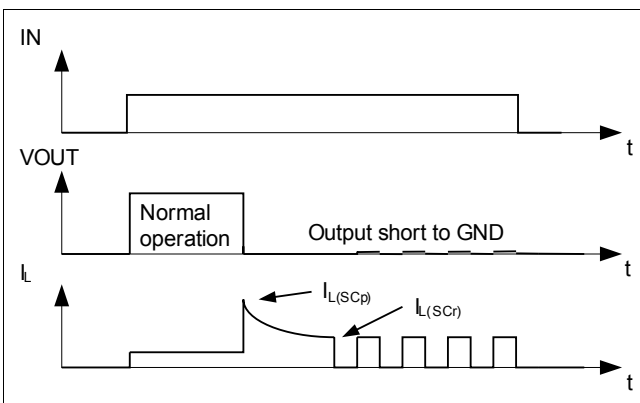 IN
t
VOUT
Normal
operation
Output short to GND
t
IL
IL(SCp)
IL(SCr)
t